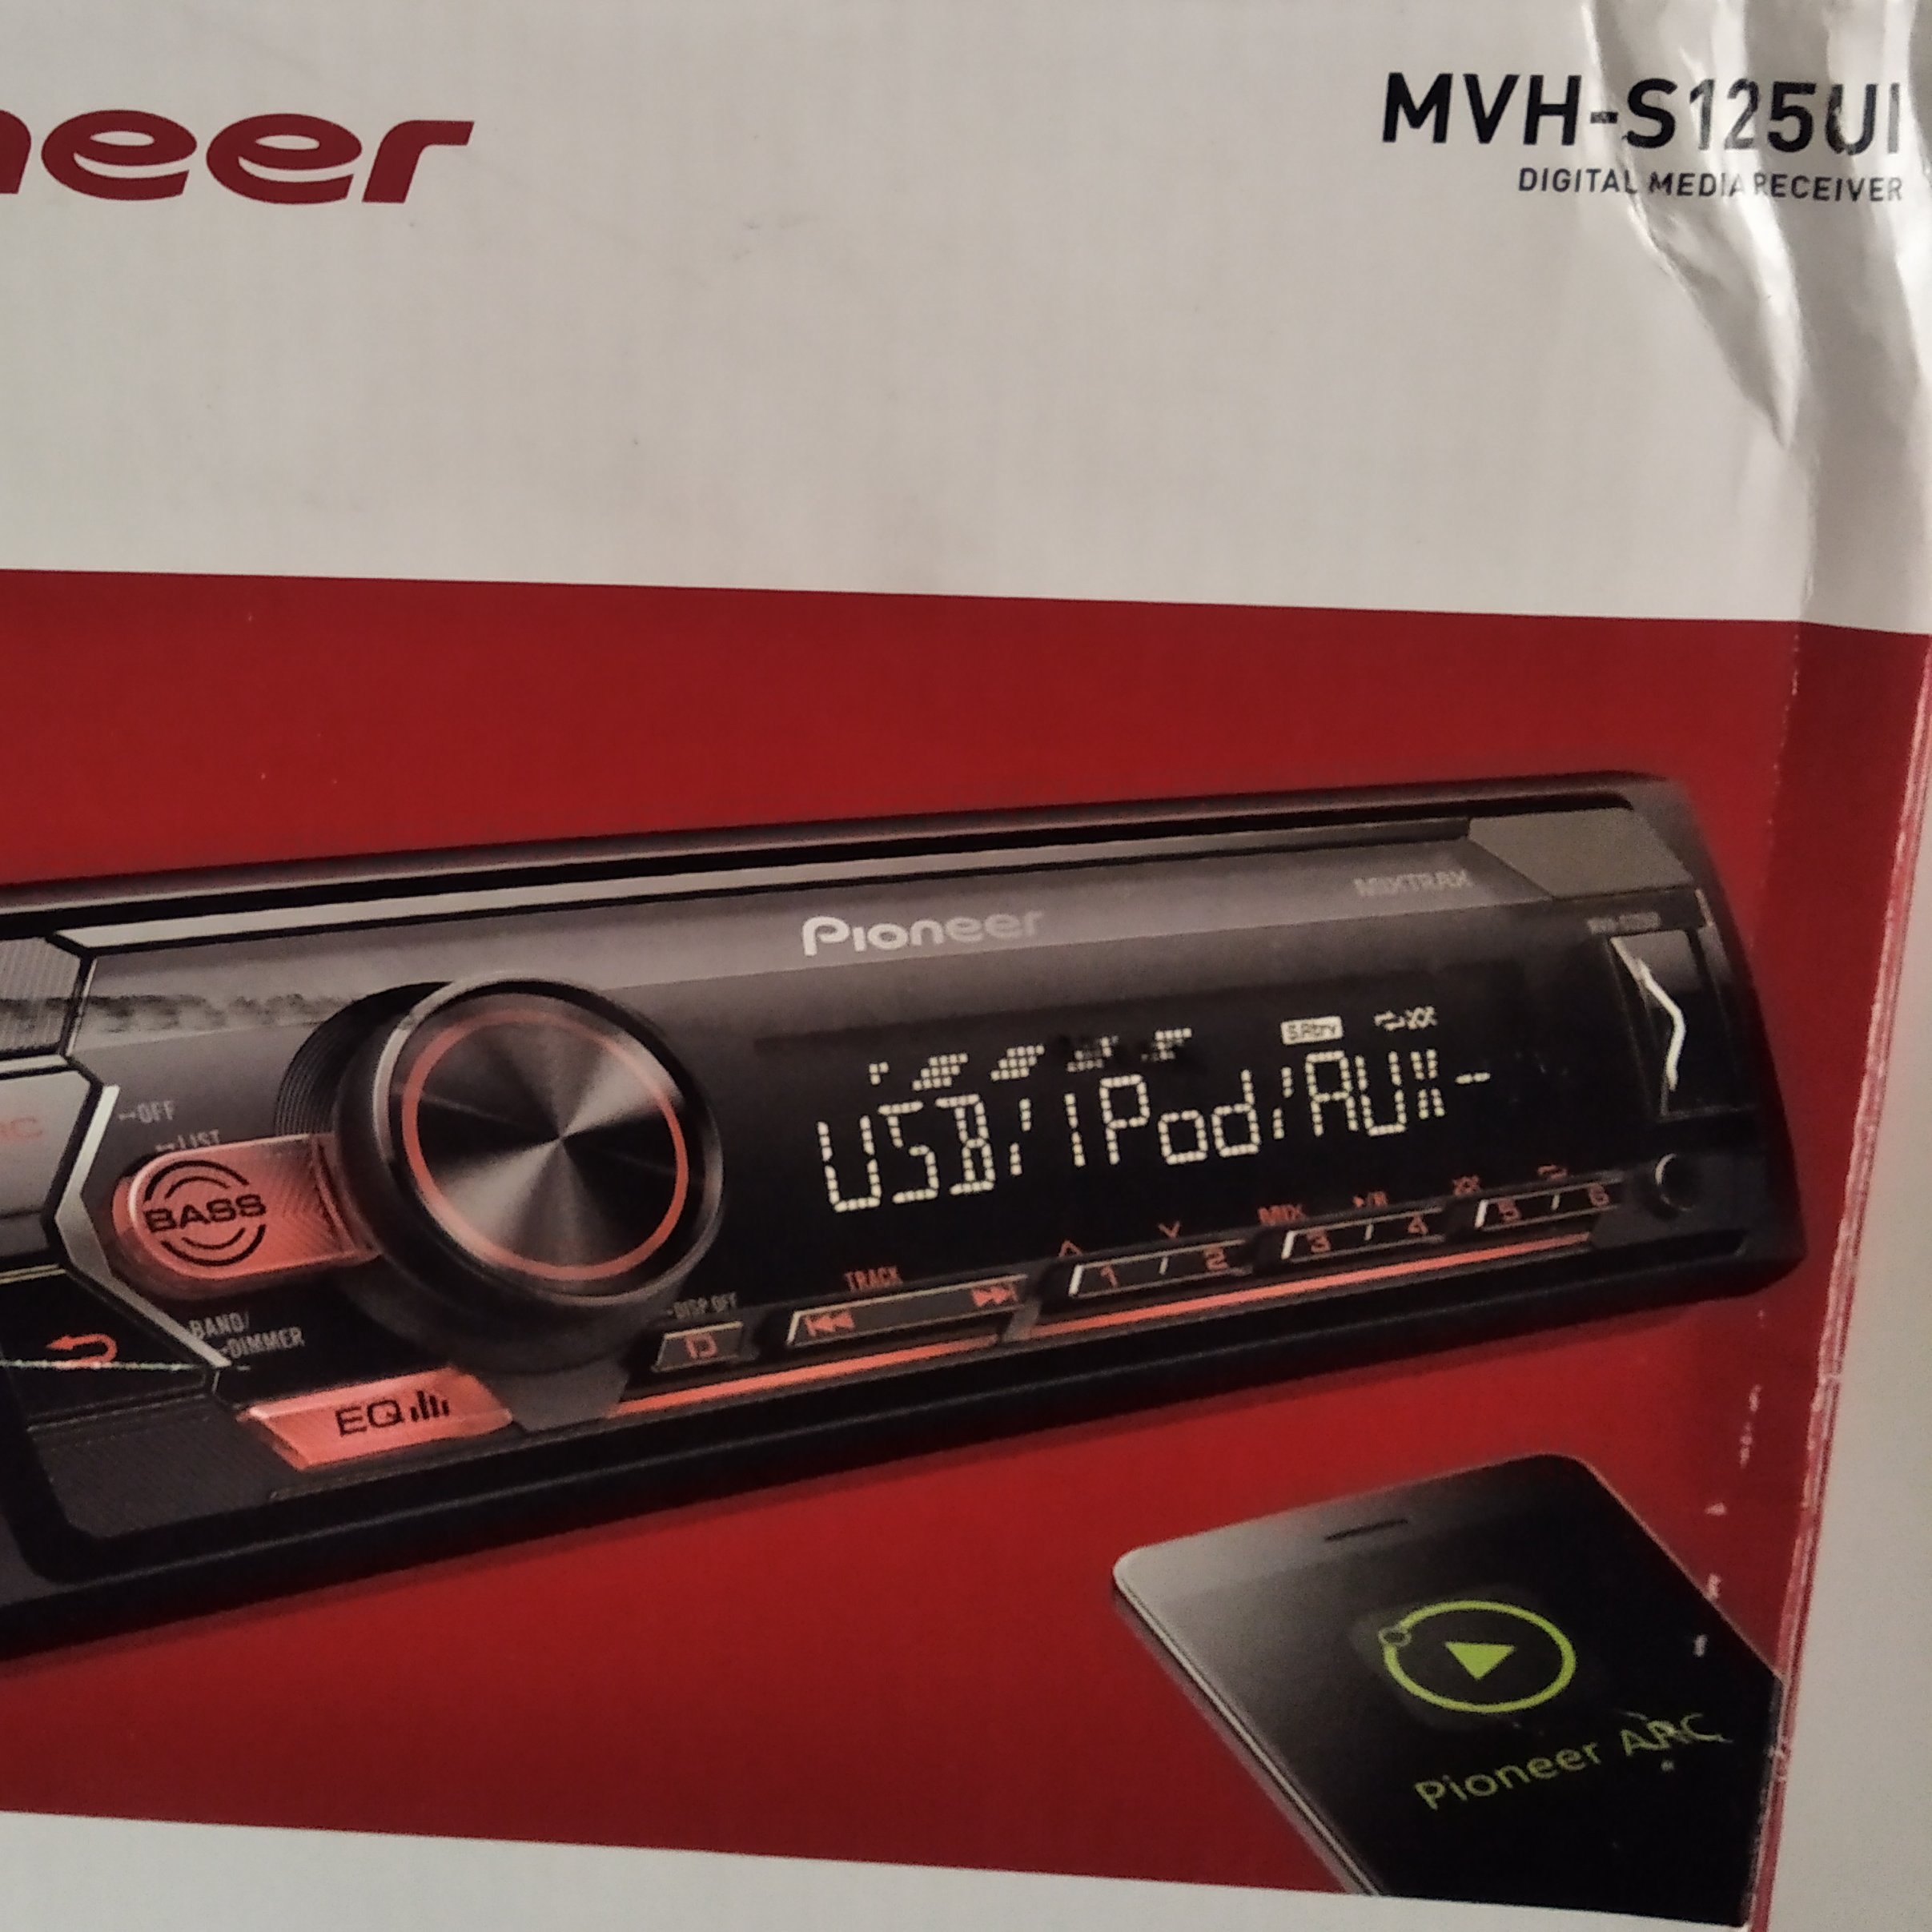 neer
MVH-S125UI
DIGITAL MEDIA RECEIVER
MIXTRAX
Pioneer
S.Rtrv
USB/iPod/AUX-
OFF
LIST
BASS
BAND/
DIMMER
EQ
DISP OFF
TRACK
MIX
1 / 2
3 / 4
5 / 6
Pioneer ARC